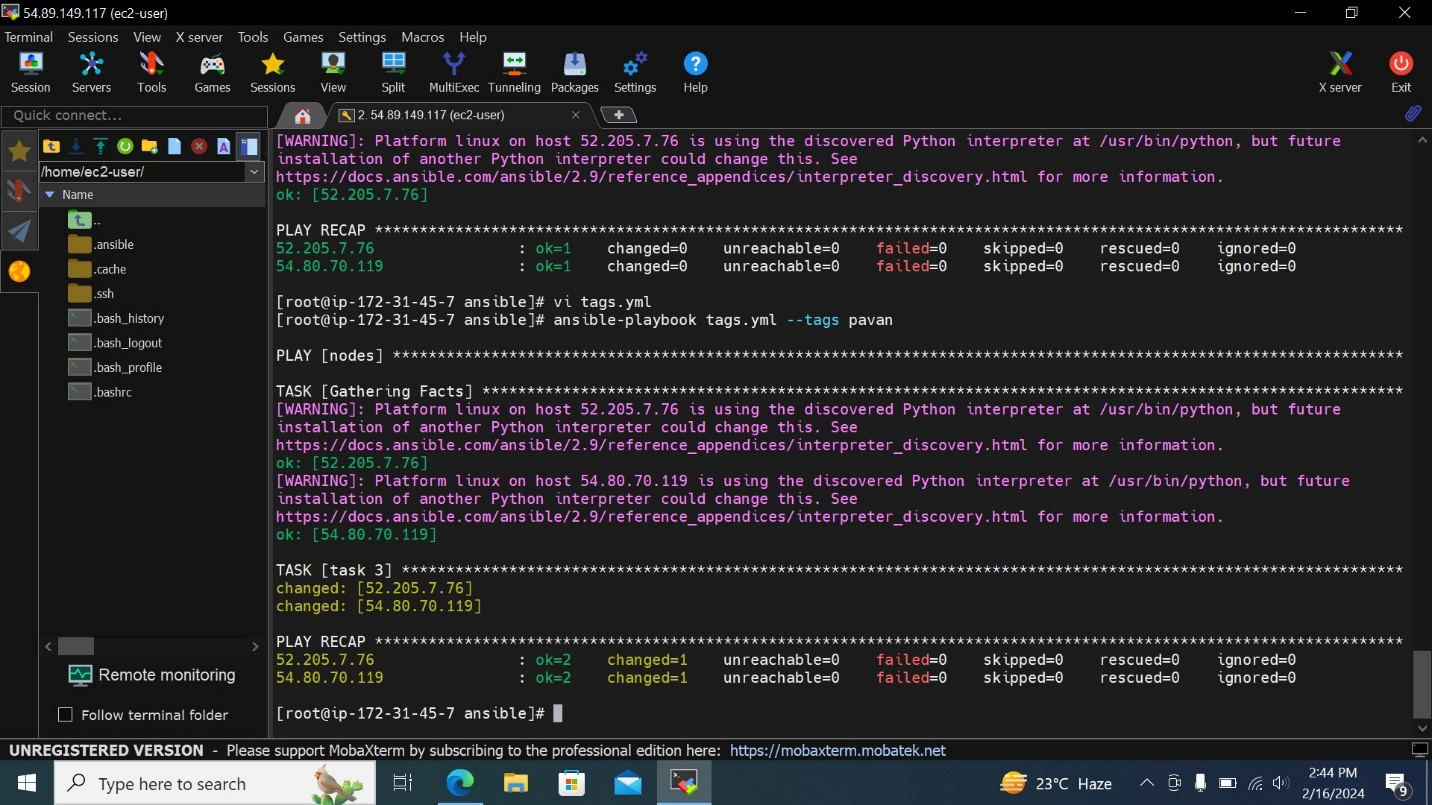 54.89.149.117 (ec2-user)
Terminal Sessions View X server Tools Games Settings Macros Help
Session Servers Tools Games Sessions View Split MultiExec Tunneling Packages Settings Help X server Exit
Quick connect...
2. 54.89.149.117 (ec2-user)
/home/ec2-user/
Name
..
.ansible
.cache
.ssh
.bash_history
.bash_logout
.bash_profile
.bashrc
Remote monitoring
Follow terminal folder
[WARNING]: Platform linux on host 52.205.7.76 is using the discovered Python interpreter at /usr/bin/python, but future
installation of another Python interpreter could change this. See
https://docs.ansible.com/ansible/2.9/reference_appendices/interpreter_discovery.html for more information.
ok: [52.205.7.76]
PLAY RECAP ******************************************************************************************************************
52.205.7.76 : ok=1 changed=0 unreachable=0 failed=0 skipped=0 rescued=0 ignored=0
54.80.70.119 : ok=1 changed=0 unreachable=0 failed=0 skipped=0 rescued=0 ignored=0
[root@ip-172-31-45-7 ansible]# vi tags.yml
[root@ip-172-31-45-7 ansible]# ansible-playbook tags.yml --tags pavan
PLAY [nodes] ****************************************************************************************************************
TASK [Gathering Facts] ******************************************************************************************************
[WARNING]: Platform linux on host 52.205.7.76 is using the discovered Python interpreter at /usr/bin/python, but future
installation of another Python interpreter could change this. See
https://docs.ansible.com/ansible/2.9/reference_appendices/interpreter_discovery.html for more information.
ok: [52.205.7.76]
[WARNING]: Platform linux on host 54.80.70.119 is using the discovered Python interpreter at /usr/bin/python, but future
installation of another Python interpreter could change this. See
https://docs.ansible.com/ansible/2.9/reference_appendices/interpreter_discovery.html for more information.
ok: [54.80.70.119]
TASK [task 3] ***************************************************************************************************************
changed: [52.205.7.76]
changed: [54.80.70.119]
PLAY RECAP ******************************************************************************************************************
52.205.7.76 : ok=2 changed=1 unreachable=0 failed=0 skipped=0 rescued=0 ignored=0
54.80.70.119 : ok=2 changed=1 unreachable=0 failed=0 skipped=0 rescued=0 ignored=0
[root@ip-172-31-45-7 ansible]#
UNREGISTERED VERSION - Please support MobaXterm by subscribing to the professional edition here: https://mobaxterm.mobatek.net
Type here to search
23°C Haze
2:44 PM
2/16/2024
9